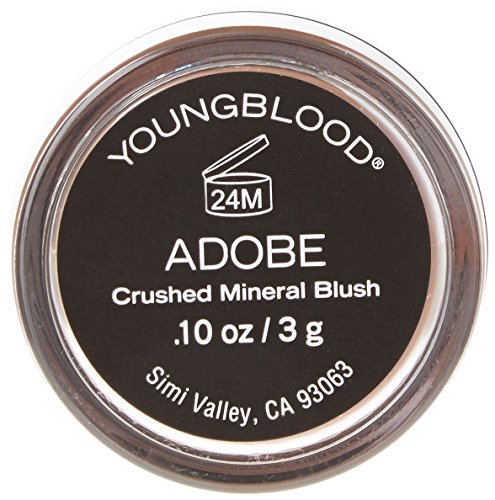 YOUNGBLOOD®
24M
ADOBE
Crushed Mineral Blush
.10 oz / 3 g
Simi Valley, CA 93063